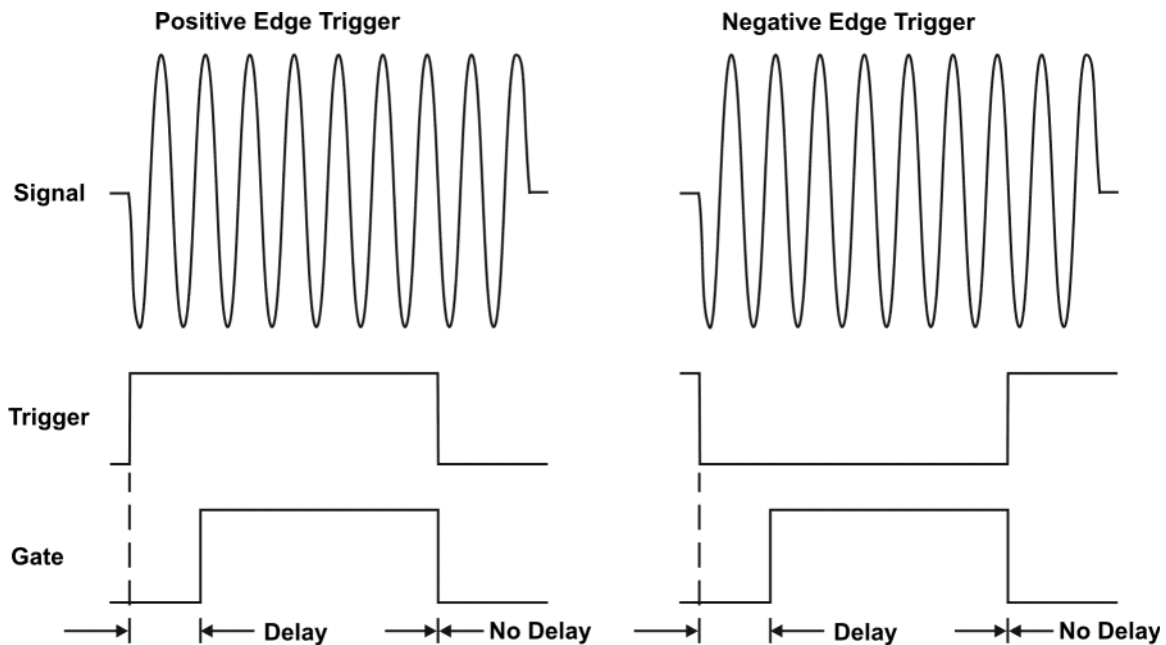 Positive Edge Trigger
Negative Edge Trigger
Signal
Trigger
Gate
Delay
No Delay
Delay
No Delay